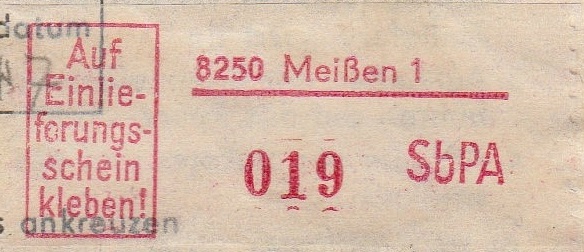 datum
Auf
Einlie-
ferungs-
schein
kleben!
8250 Meißen 1
019
SbPA
s ankreuzen